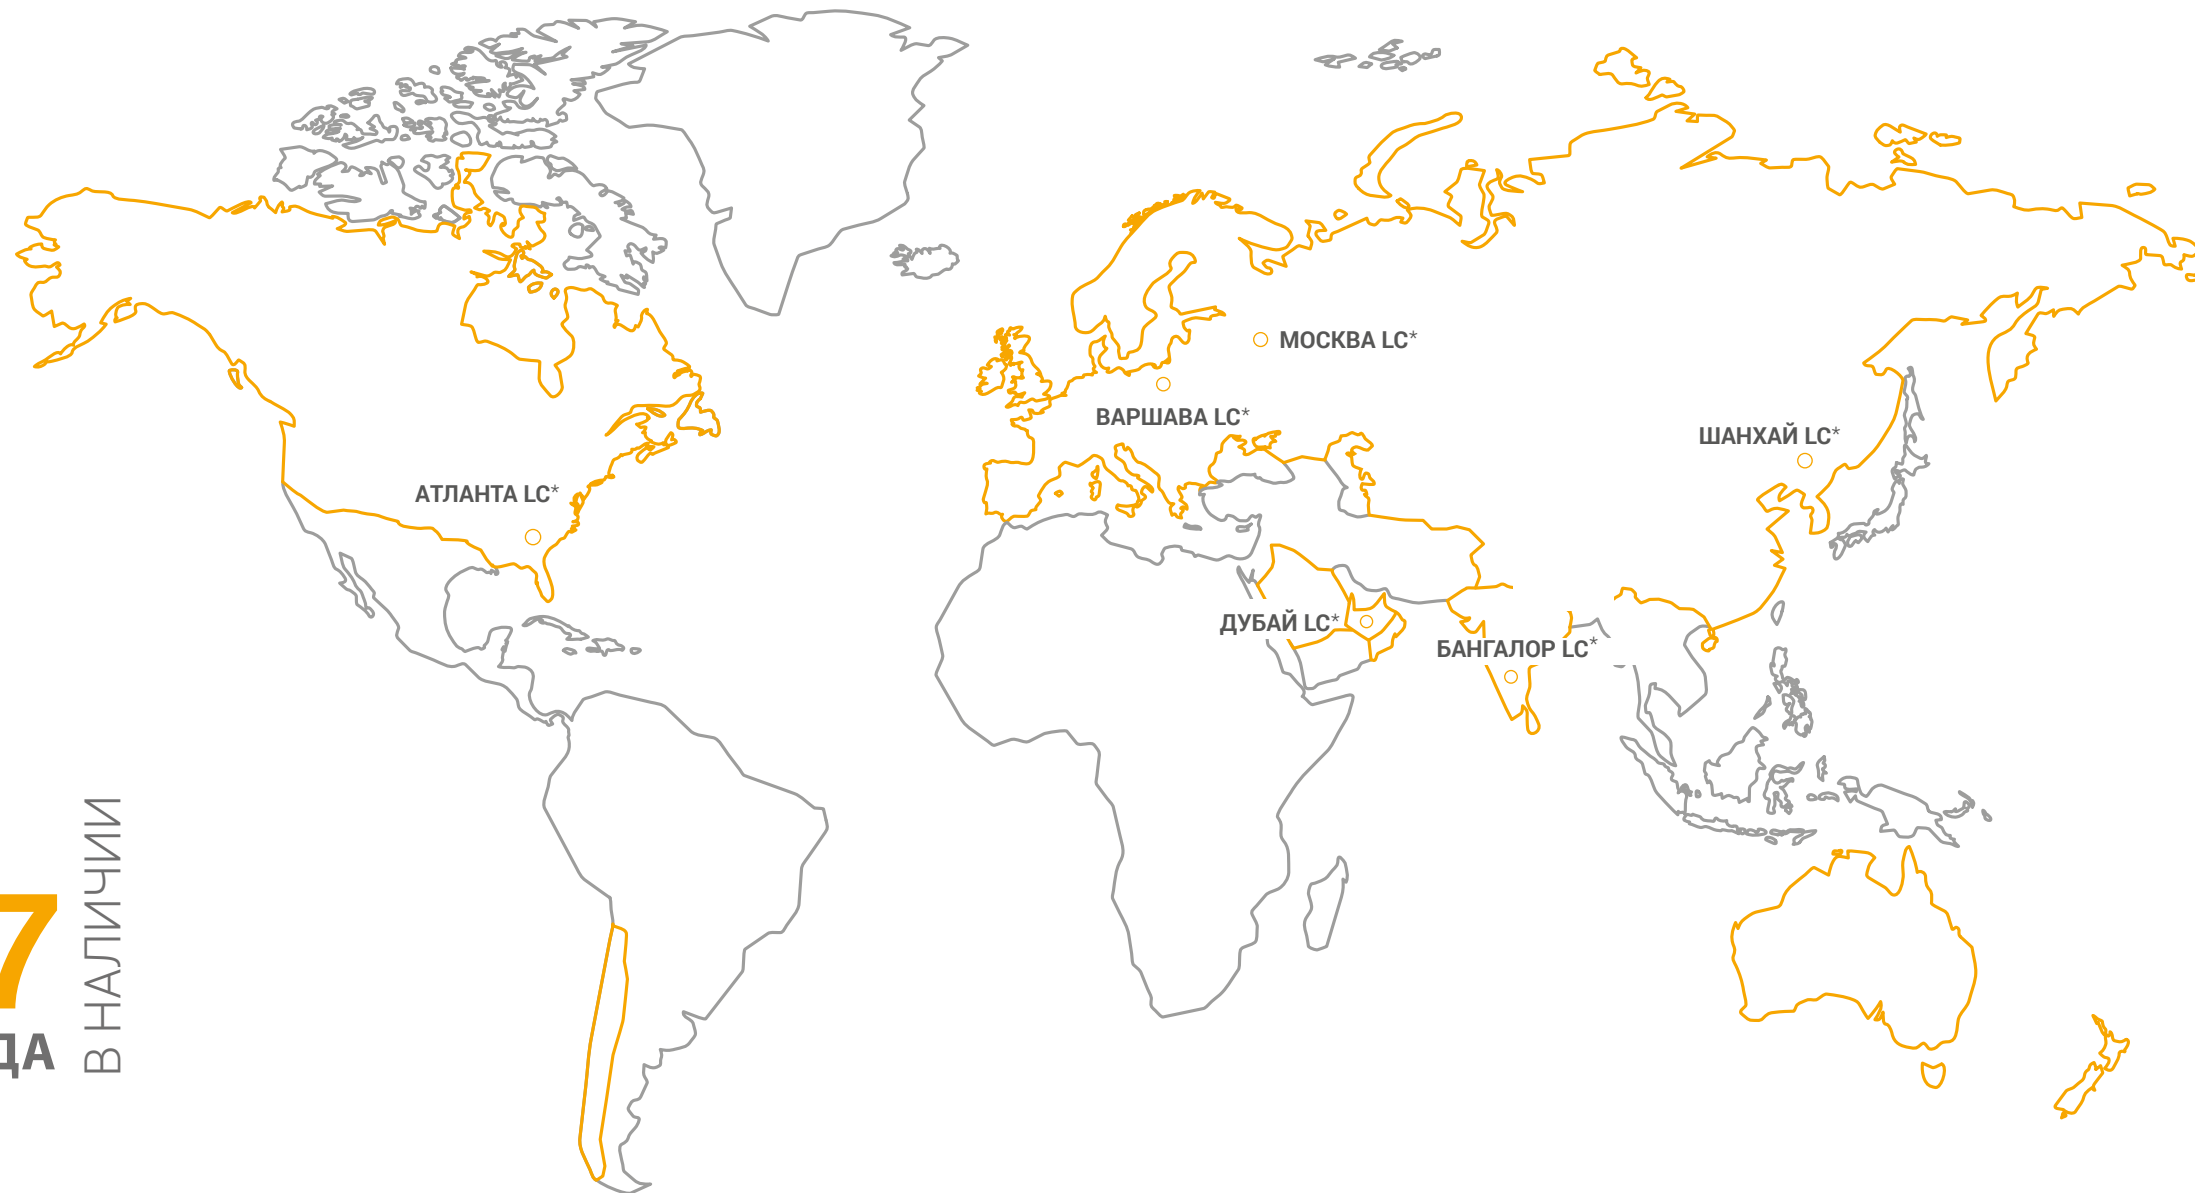 МОСКВА LC*
ВАРШАВА LC*
ШАНХАЙ LC*
АТЛАНТА LC*
ДУБАЙ LC*
БАНГАЛОР LC*
7
ДА
В НАЛИЧИИ